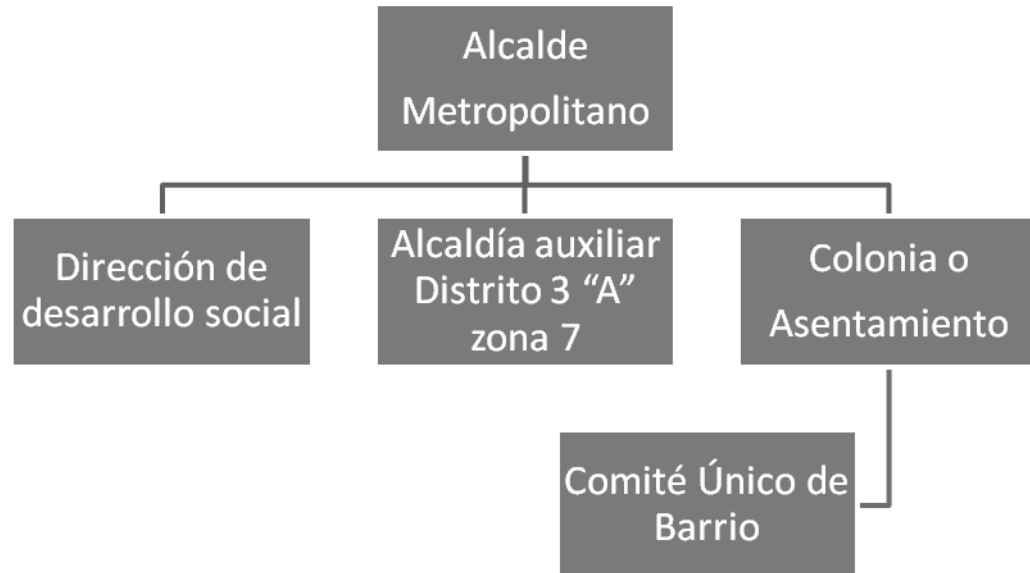 Alcalde
Metropolitano
Dirección de
desarrollo social
Alcaldía auxiliar
Distrito 3 “A”
zona 7
Colonia o
Asentamiento
Comité Único de
Barrio